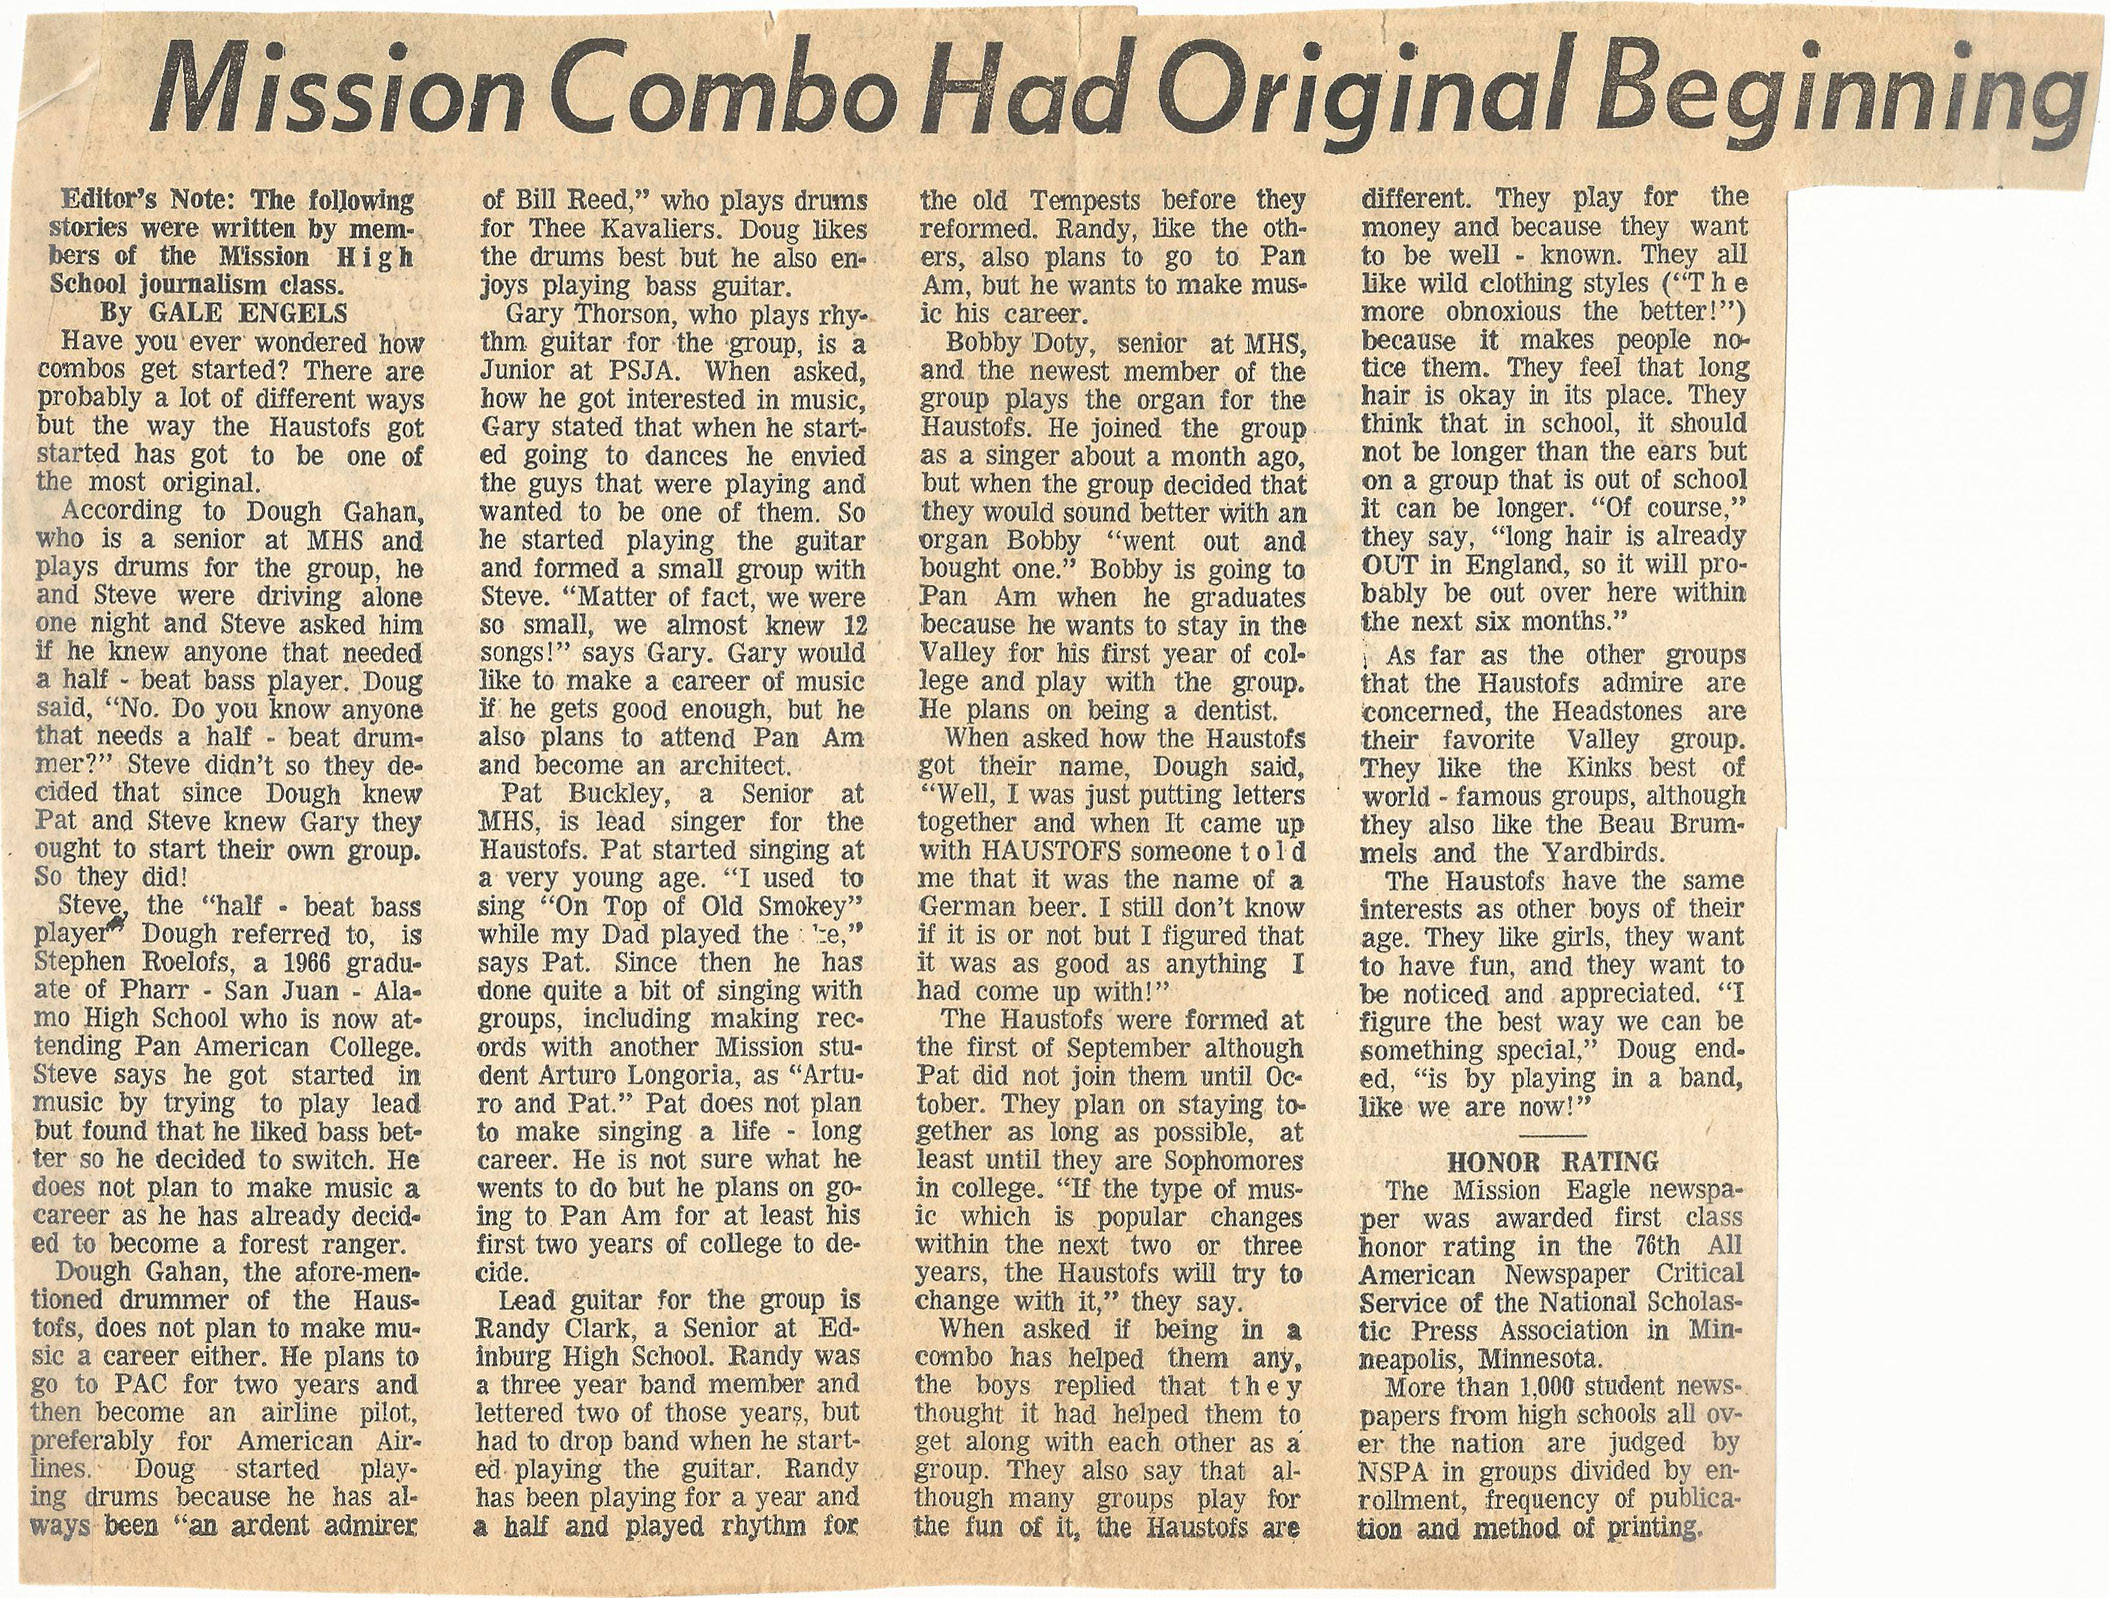 Mission Combo Had Original Beginning
Editor's Note: The following
stories were written by mem-
bers of the Mission High
School journalism class.
By GALE ENGELS
Have you ever wondered how
combos get started? There are
probably a lot of different ways
but the way the Haustofs got
started has got to be one of
the most original.
According to Dough Gahan,
who is a senior at MHS and
plays drums for the group, he
and Steve were driving alone
one night and Steve asked him
if he knew anyone that needed
a half - beat bass player. Doug
said, "No. Do you know anyone
that needs a half - beat drum-
mer?" Steve didn't so they de-
cided that since Dough knew
Pat and Steve knew Gary they
ought to start their own group.
So they did!
Steve, the "half - beat bass
player" Dough referred to, is
Stephen Roelofs, a 1966 gradu-
ate of Pharr - San Juan - Ala-
mo High School who is now at-
tending Pan American College.
Steve says he got started in
music by trying to play lead
but found that he liked bass bet-
ter so he decided to switch. He
does not plan to make music a
career as he has already decid-
ed to become a forest ranger.
Dough Gahan, the afore-men-
tioned drummer of the Haus-
tofs, does not plan to make mu-
sic a career either. He plans to
go to PAC for two years and
then become an airline pilot,
preferably for American Air-
lines. Doug started play-
ing drums because he has al-
ways been "an ardent admirer
of Bill Reed," who plays drums
for Thee Kavaliers. Doug likes
the drums best but he also en-
joys playing bass guitar.
Gary Thorson, who plays rhy-
thm guitar for the group, is a
Junior at PSJA. When asked,
how he got interested in music,
Gary stated that when he start-
ed going to dances he envied
the guys that were playing and
wanted to be one of them. So
he started playing the guitar
and formed a small group with
Steve. "Matter of fact, we were
so small, we almost knew 12
songs!" says Gary. Gary would
like to make a career of music
if he gets good enough, but he
also plans to attend Pan Am
and become an architect.
Pat Buckley, a Senior at
MHS, is lead singer for the
Haustofs. Pat started singing at
a very young age. "I used to
sing "On Top of Old Smokey"
while my Dad played the
says Pat. Since then he has
done quite a bit of singing with
groups, including making rec-
ords with another Mission stu-
dent Arturo Longoria, as "Artu-
ro and Pat." Pat does not plan
to make singing a life - long
career. He is not sure what he
wents to do but he plans on go-
ing to Pan Am for at least his
first two years of college to de-
cide.
Lead guitar for the group is
Randy Clark, a Senior at Ed-
inburg High School. Randy was
a three year band member and
lettered two of those years, but
had to drop band when he start-
ed playing the guitar. Randy
has been playing for a year and
a half and played rhythm for
the old Tempests before they
reformed. Randy, like the oth-
ers, also plans to go to Pan
Am, but he wants to make mus-
ic his career.
Bobby Doty, senior at MHS,
and the newest member of the
group plays the organ for the
Haustofs. He joined the group
as a singer about a month ago,
but when the group decided that
they would sound better with an
organ Bobby "went out and
bought one." Bobby is going to
Pan Am when he graduates
because he wants to stay in the
Valley for his first year of col-
lege and play with the group.
He plans on being a dentist.
When asked how the Haustofs
got their name, Dough said,
"Well, I was just putting letters
together and when It came up
with HAUSTOFS someone told
me that it was the name of a
German beer. I still don't know
if it is or not but I figured that
it was as good as anything I
had come up with!"
The Haustofs were formed at
the first of September although
Pat did not join them until Oc-
tober. They plan on staying to-
gether as long as possible, at
least until they are Sophomores
in college. "If the type of mus-
ic which is popular changes
within the next two or three
years, the Haustofs will try to
change with it," they say.
When asked if being in a
combo has helped them any,
the boys replied that they
thought it had helped them to
get along with each other as a
group. They also say that al-
though many groups play for
the fun of it, the Haustofs are
different. They play for the
money and because they want
to be well - known. They all
like wild clothing styles ("The
more obnoxious the better!")
because it makes people no-
tice them. They feel that long
hair is okay in its place. They
think that in school, it should
not be longer than the ears but
on a group that is out of school
it can be longer. "Of course,"
they say, "long hair is already
OUT in England, so it will pro-
bably be out over here within
the next six months."
As far as the other groups
that the Haustofs admire are
concerned, the Headstones are
their favorite Valley group.
They like the Kinks best of
world - famous groups, although
they also like the Beau Brum-
mels and the Yardbirds.
The Haustofs have the same
interests as other boys of their
age. They like girls, they want
to have fun, and they want to
be noticed and appreciated. "I
figure the best way we can be
something special," Doug end-
ed, "is by playing in a band,
like we are now!"
HONOR RATING
The Mission Eagle newspa-
per was awarded first class
honor rating in the 76th All
American Newspaper Critical
Service of the National Scholas-
tic Press Association in Min-
neapolis, Minnesota.
More than 1,000 student news-
papers from high schools all ov-
er the nation are judged by
NSPA in groups divided by en-
rollment, frequency of publica-
tion and method of printing.